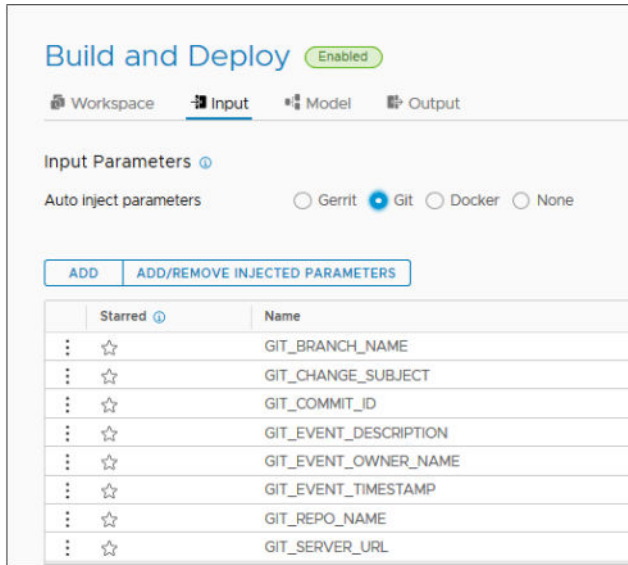 Build and Deploy Enabled
Workspace Input Model Output
Input Parameters
Auto inject parameters Gerrit Git Docker None
ADD ADD/REMOVE INJECTED PARAMETERS
Starred Name
GIT_BRANCH_NAME
GIT_CHANGE_SUBJECT
GIT_COMMIT_ID
GIT_EVENT_DESCRIPTION
GIT_EVENT_OWNER_NAME
GIT_EVENT_TIMESTAMP
GIT_REPO_NAME
GIT_SERVER_URL